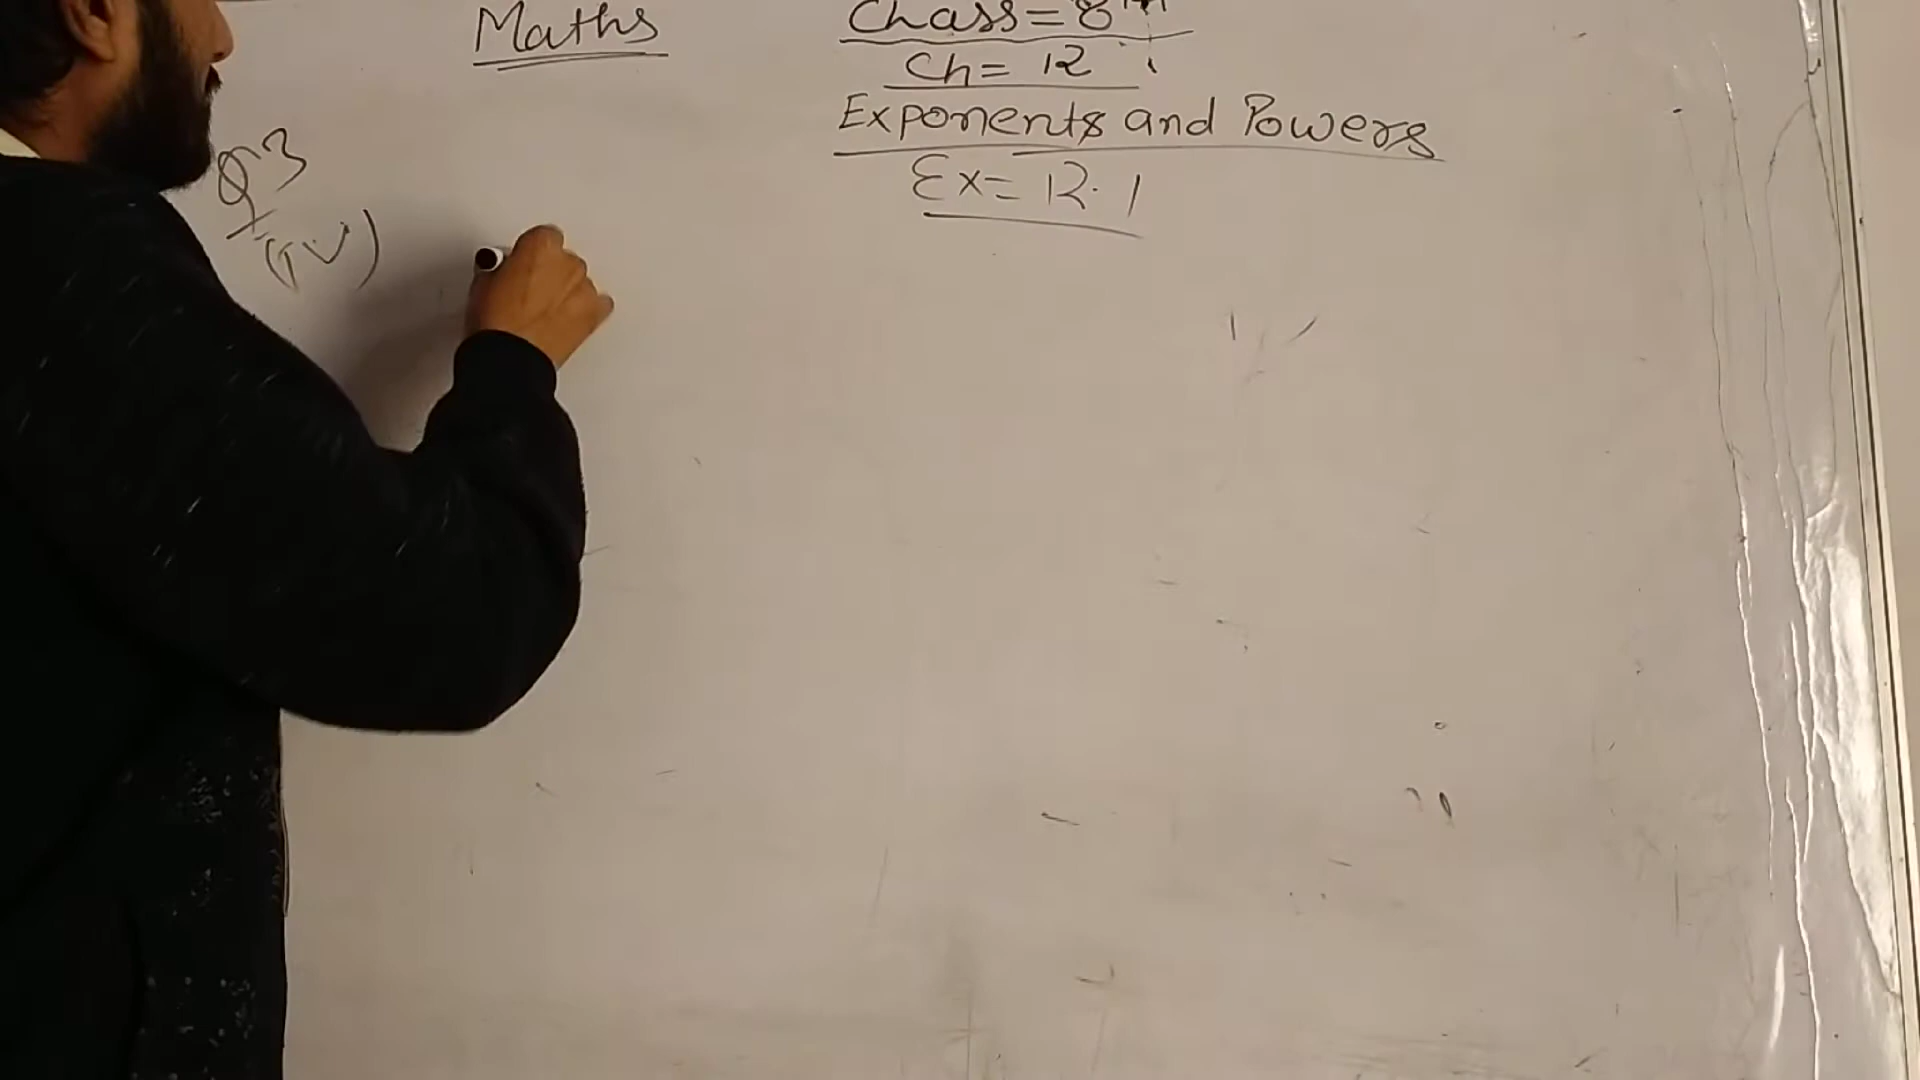 Maths
Class = 8th
Ch = 12
Exponents and Powers
Ex = 12.1
Q3
(iv)